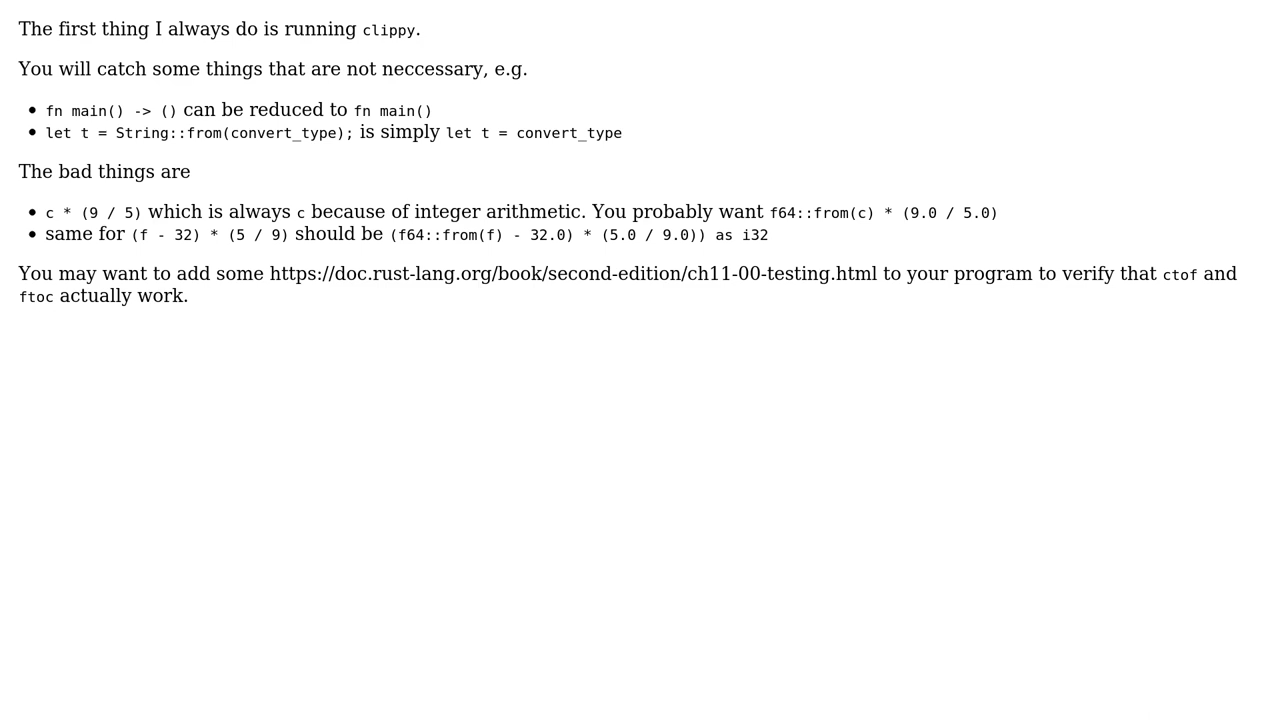 The first thing I always do is running clippy.
You will catch some things that are not neccessary, e.g.
• fn main() -> () can be reduced to fn main()
• let t = String::from(convert_type); is simply let t = convert_type
The bad things are
• c * (9 / 5) which is always c because of integer arithmetic. You probably want f64::from(c) * (9.0 / 5.0)
• same for (f - 32) * (5 / 9) should be (f64::from(f) - 32.0) * (5.0 / 9.0)) as i32
You may want to add some https://doc.rust-lang.org/book/second-edition/ch11-00-testing.html to your program to verify that ctof and
ftoc actually work.